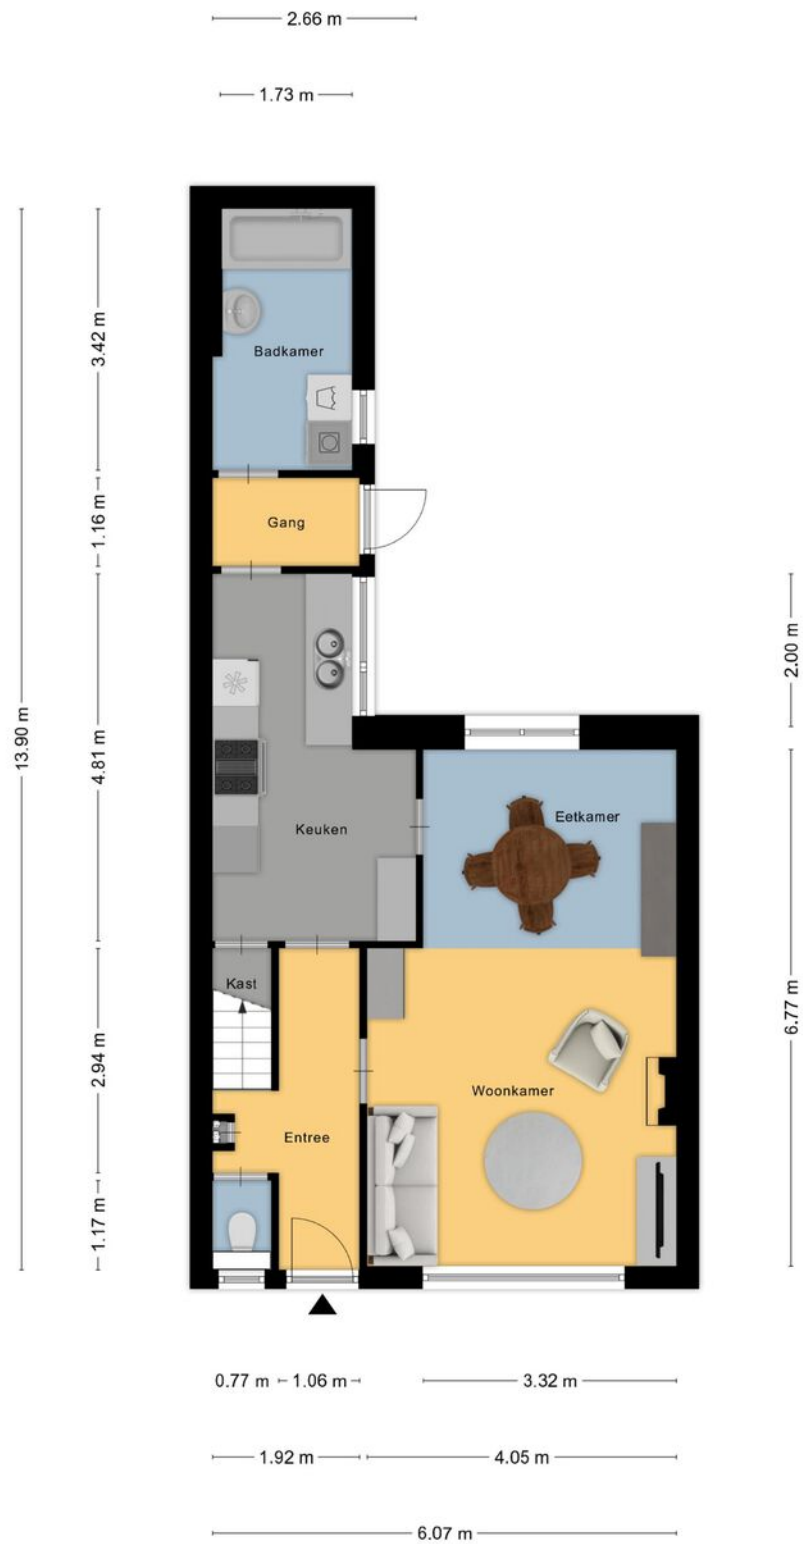 2.66 m
1.73 m
3.42 m
Badkamer
1.16 m
Gang
2.00 m
13.90 m
4.81 m
Eetkamer
Keuken
6.77 m
Kast
2.94 m
Woonkamer
Entree
1.17 m
0.77 m
1.06 m
3.32 m
1.92 m
4.05 m
6.07 m